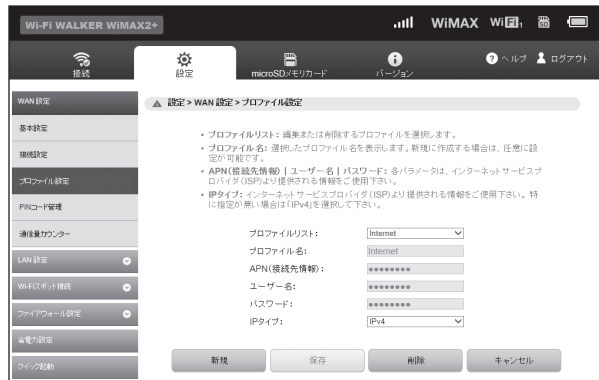 Wi-Fi WALKER WiMAX2+
WiMAX Wi-Fi 1
接続
設定
microSDメモリカード
バージョン
ヘルプ
ログアウト
WAN 設定
基本設定
接続設定
プロファイル設定
PINコード管理
通信量カウンター
LAN 設定
Wi-Fiスポット接続
ファイアウォール設定
省電力設定
クイック起動
設定 > WAN 設定 > プロファイル設定
• プロファイルリスト: 編集または削除するプロファイルを選択します。
• プロファイル名: 選択したプロファイル名を表示します。新規に作成する場合は、任意に設
定が可能です。
• APN(接続先情報) | ユーザー名 | パスワード: 各パラメータは、インターネットサービスプ
ロバイダ(ISP)より提供される情報をご使用下さい。
• IPタイプ: インターネットサービスプロバイダ(ISP)より提供される情報をご使用下さい。特
に指定が無い場合は「IPv4」を選択して下さい。
プロファイルリスト: Internet
プロファイル名: Internet
APN(接続先情報): ●●●●●●●●
ユーザー名: ●●●●●●●●
パスワード: ●●●●●●●●
IPタイプ: IPv4
新規 保存 削除 キャンセル